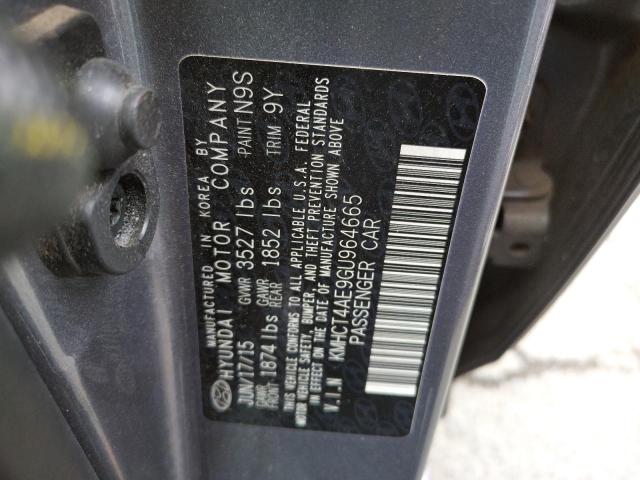 MANUFACTURED IN KOREA BY
HYUNDAI MOTOR COMPANY
JUN/17/15 GVWR 3527 lbs PAINT N9S
GAWR FRONT 1874 lbs GAWR REAR 1852 lbs TRIM 9Y
THIS VEHICLE CONFORMS TO ALL APPLICABLE U.S.A. FEDERAL
MOTOR VEHICLE SAFETY, BUMPER, AND THEFT PREVENTION STANDARDS
IN EFFECT ON THE DATE OF MANUFACTURE SHOWN ABOVE
V.I.N KMHCT4AE9GU964665
PASSENGER CAR